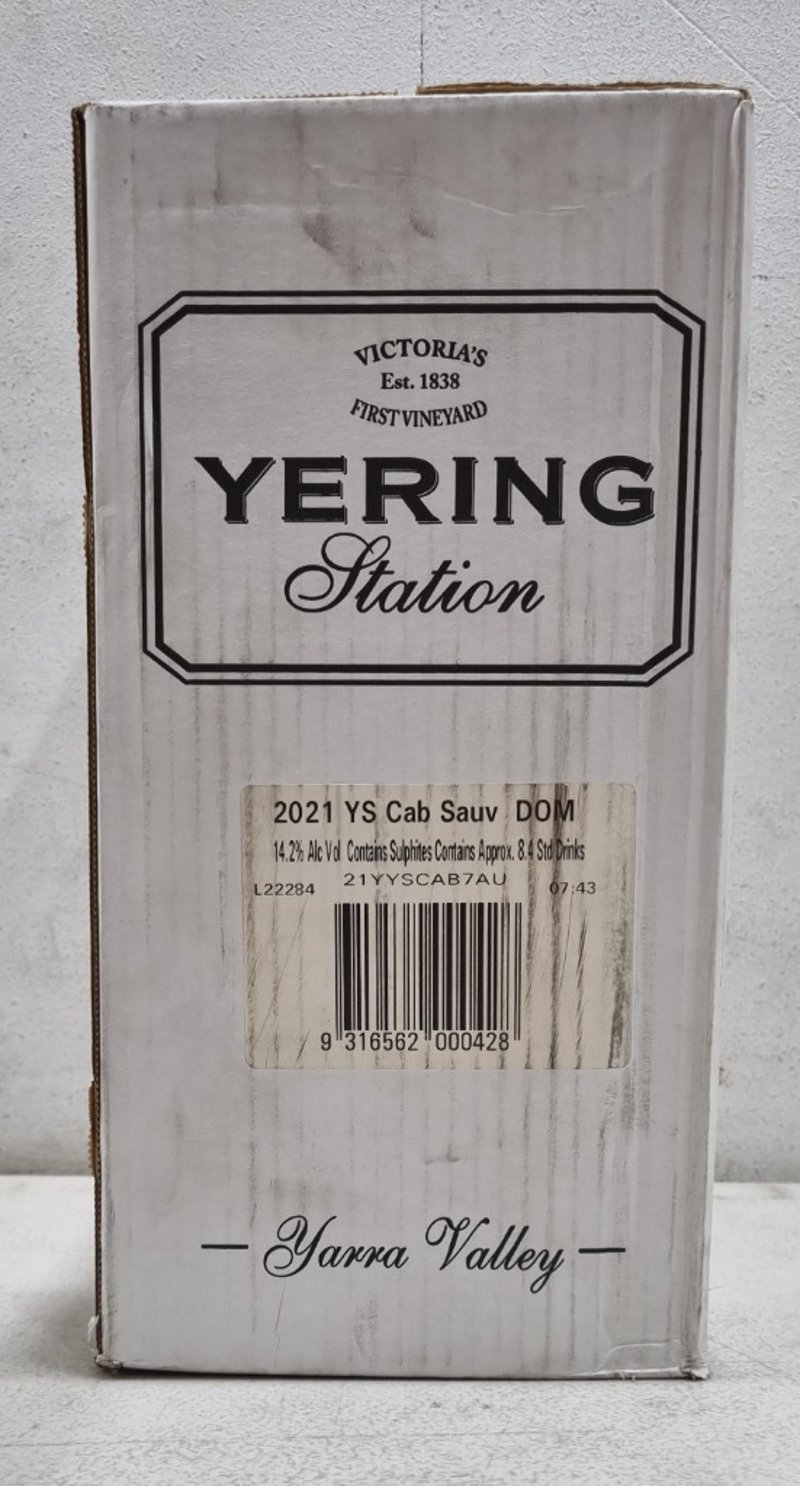 VICTORIA'S
Est. 1838
FIRST VINEYARD
YERING
Station
2021 YS Cab Sauv DOM
14.2% Alc Vol Contains Sulphites Contains Approx. 8.4 Std Drinks
21YYSCAB7AU
L22284 07:43
9 316562 000428
— Yarra Valley —